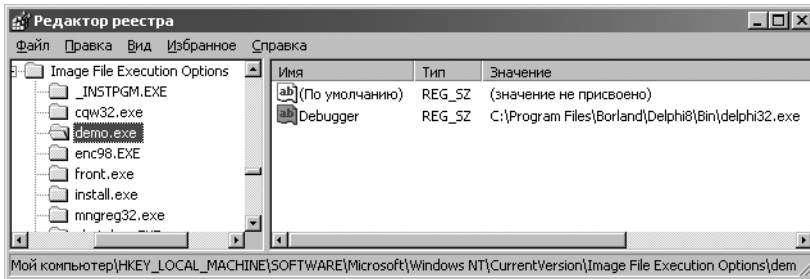 Редактор реестра
Файл Правка Вид Избранное Справка
Image File Execution Options
_INSTPGM.EXE
cqw32.exe
demo.exe
enc98.EXE
front.exe
install.exe
mngreg32.exe
Имя Тип Значение
(По умолчанию) REG_SZ (значение не присвоено)
Debugger REG_SZ C:\Program Files\Borland\Delphi8\Bin\delphi32.exe
Мой компьютер\HKEY_LOCAL_MACHINE\SOFTWARE\Microsoft\Windows NT\CurrentVersion\Image File Execution Options\dem